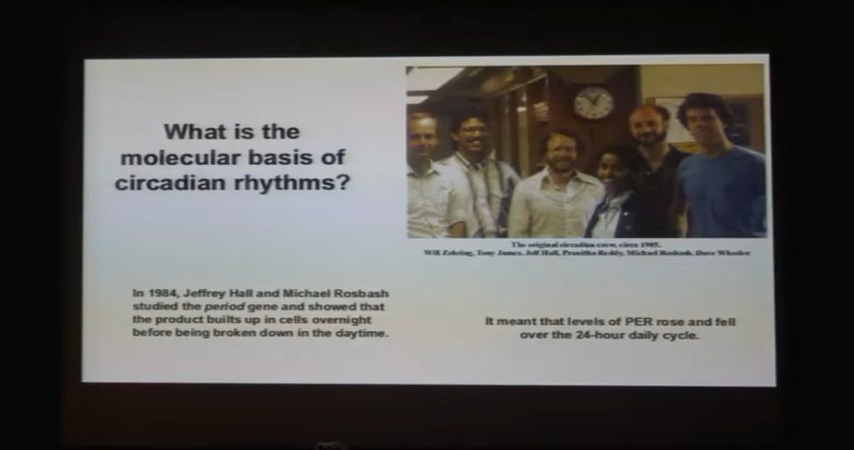 What is the
molecular basis of
circadian rhythms?
The original circadian crew, circa 1985.
Will Zehring, Tony James, Jeff Hall, Pranitha Reddy, Michael Rosbash, Dave Wheeler
In 1984, Jeffrey Hall and Michael Rosbash
studied the period gene and showed that
the product builts up in cells overnight
before being broken down in the daytime.
It meant that levels of PER rose and fell
over the 24-hour daily cycle.